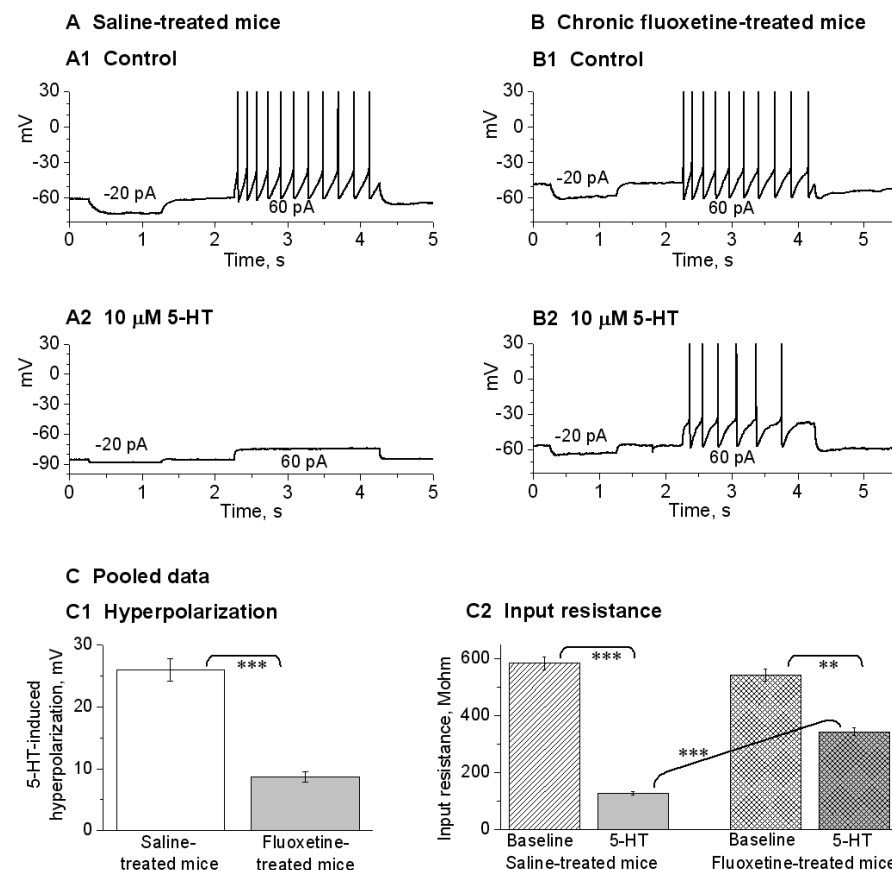 A Saline-treated mice
A1 Control
30
0
-30
-60
mV
-20 pA
60 pA
0 1 2 3 4 5
Time, s
A2 10 μM 5-HT
30
0
-30
-60
-90
mV
-20 pA
60 pA
0 1 2 3 4 5
Time, s
B Chronic fluoxetine-treated mice
B1 Control
30
0
-30
-60
mV
-20 pA
60 pA
0 1 2 3 4 5
Time, s
B2 10 μM 5-HT
30
0
-30
-60
mV
-20 pA
60 pA
0 1 2 3 4 5
Time, s
C Pooled data
C1 Hyperpolarization
30
20
10
0
5-HT-induced
hyperpolarization, mV
***
Saline-
treated mice
Fluoxetine-
treated mice
C2 Input resistance
600
400
200
0
Input resistance, Mohm
***
**
***
Baseline 5-HT Baseline 5-HT
Saline-treated mice Fluoxetine-treated mice